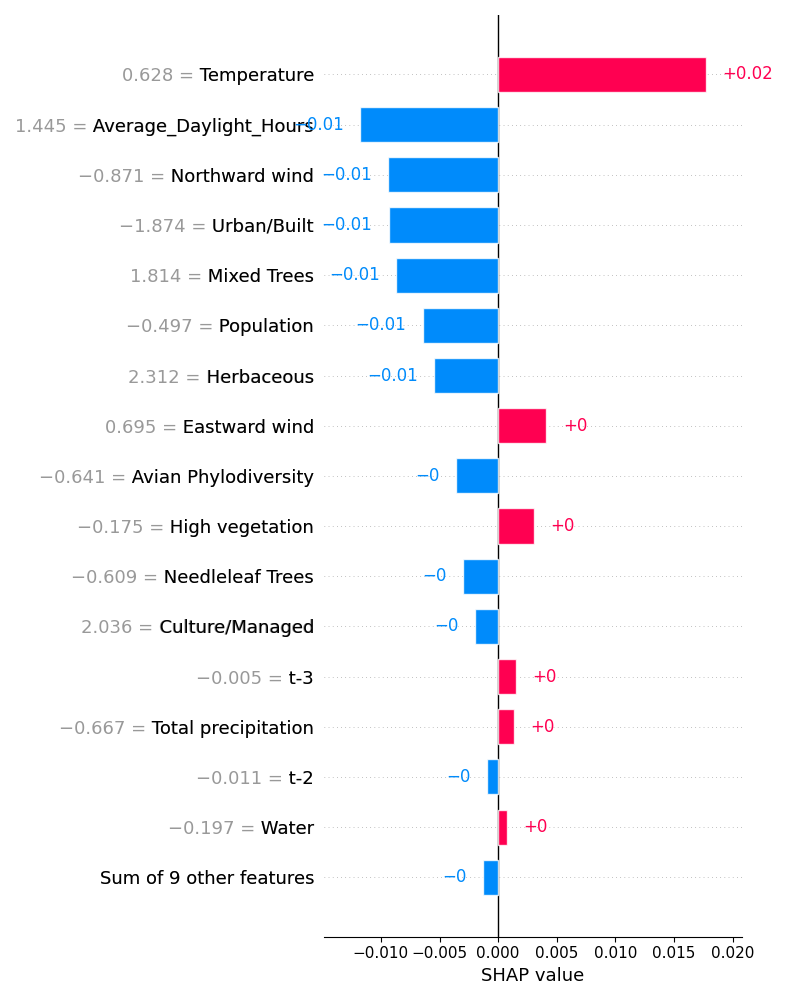 0.628 = Temperature +0.02
1.445 = Average_Daylight_Hours −0.01
−0.871 = Northward wind −0.01
−1.874 = Urban/Built −0.01
1.814 = Mixed Trees −0.01
−0.497 = Population −0.01
2.312 = Herbaceous −0.01
0.695 = Eastward wind +0
−0.641 = Avian Phylodiversity −0
−0.175 = High vegetation +0
−0.609 = Needleleaf Trees −0
2.036 = Culture/Managed −0
−0.005 = t-3 +0
−0.667 = Total precipitation +0
−0.011 = t-2 −0
−0.197 = Water +0
Sum of 9 other features −0
−0.010 −0.005 0.000 0.005 0.010 0.015 0.020
SHAP value